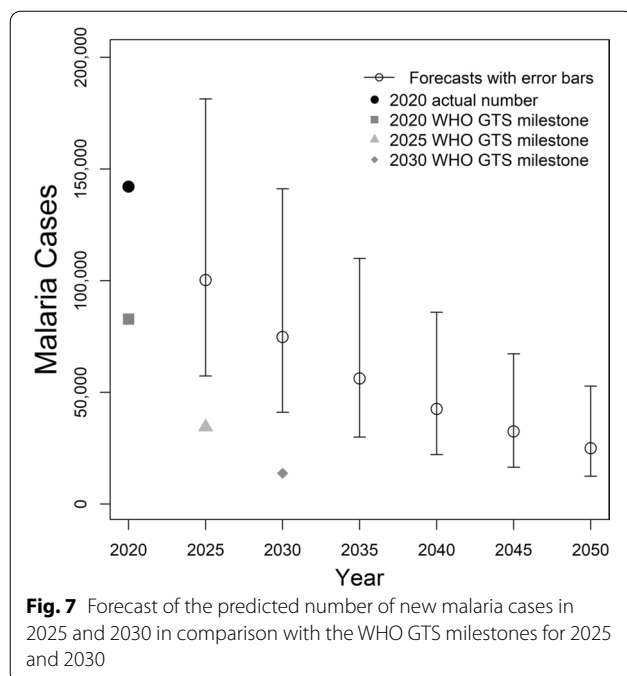 200,000
150,000
100,000
50,000
0
Malaria Cases
Forecasts with error bars
2020 actual number
2020 WHO GTS milestone
2025 WHO GTS milestone
2030 WHO GTS milestone
2020 2025 2030 2035 2040 2045 2050
Year
Fig. 7 Forecast of the predicted number of new malaria cases in
2025 and 2030 in comparison with the WHO GTS milestones for 2025
and 2030